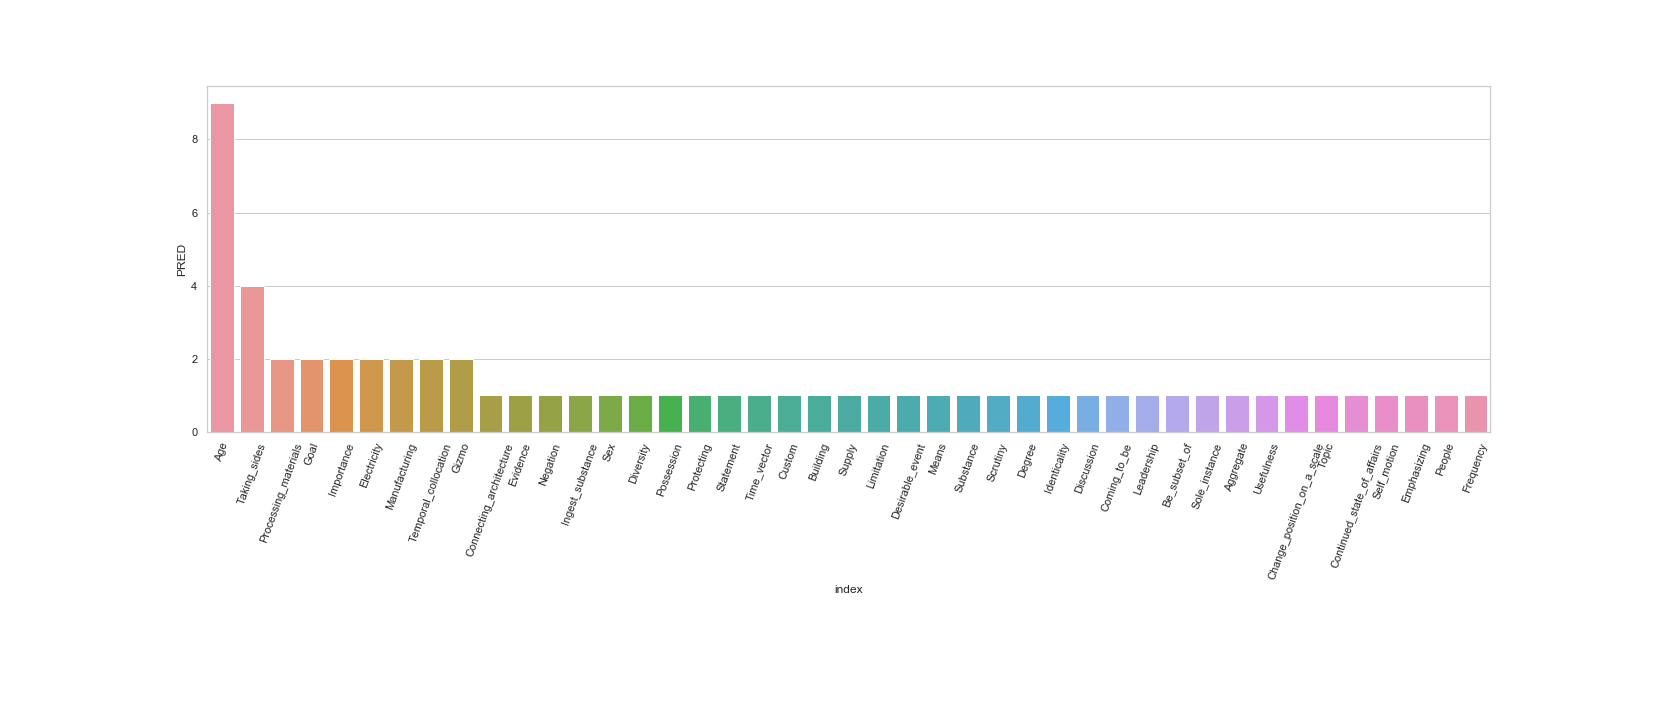 8
6
4
2
0
PRED
Age
Taking_sides
Processing_materials
Goal
Importance
Electricity
Manufacturing
Temporal_collocation
Gizmo
Connecting_architecture
Evidence
Negation
Ingest_substance
Sex
Diversity
Possession
Protecting
Statement
Time_vector
Custom
Building
Supply
Limitation
Desirable_event
Means
Substance
Scrutiny
Degree
Identicality
Discussion
Coming_to_be
Leadership
Be_subset_of
Sole_instance
Aggregate
Usefulness
Change_position_on_a_scale
Topic
Continued_state_of_affairs
Self_motion
Emphasizing
People
Frequency
index